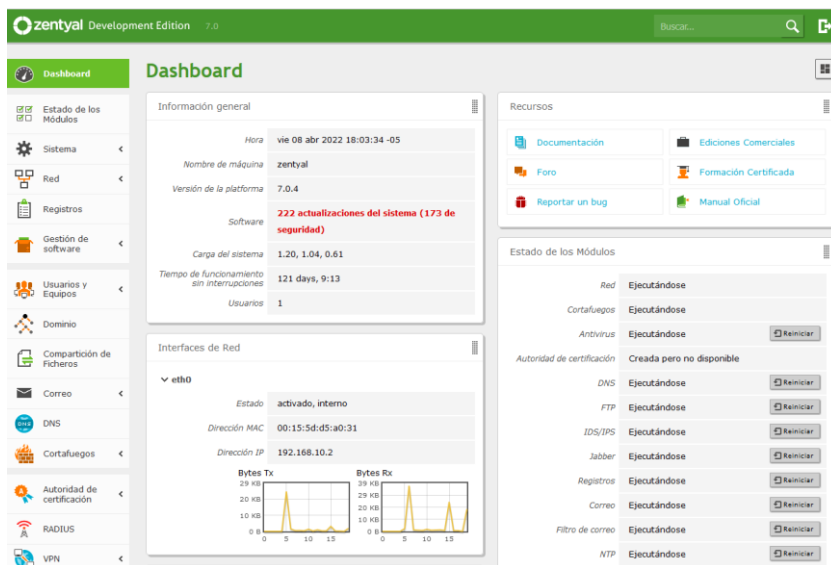 zentyal Development Edition 7.0
Buscar...
Dashboard
Estado de los
Módulos
Sistema
Red
Registros
Gestión de
software
Usuarios y
Equipos
Dominio
Compartición de
Ficheros
Correo
DNS
DNS
Cortafuegos
Autoridad de
certificación
RADIUS
VPN
Dashboard
Información general
Hora vie 08 abr 2022 18:03:34 -05
Nombre de máquina zentyal
Versión de la plataforma 7.0.4
Software 222 actualizaciones del sistema (173 de
seguridad)
Carga del sistema 1.20, 1.04, 0.61
Tiempo de funcionamiento
sin interrupciones 121 days, 9:13
Usuarios 1
Interfaces de Red
eth0
Estado activado, interno
Dirección MAC 00:15:5d:d5:a0:31
Dirección IP 192.168.10.2
Bytes Tx
29 KB
20 KB
10 KB
0 B
0 5 10 15
Bytes Rx
39 KB
29 KB
20 KB
10 KB
0 B
0 5 10 15
Recursos
Documentación Ediciones Comerciales
Foro Formación Certificada
Reportar un bug Manual Oficial
Estado de los Módulos
Red Ejecutándose
Cortafuegos Ejecutándose
Antivirus Ejecutándose Reiniciar
Autoridad de certificación Creada pero no disponible
DNS Ejecutándose Reiniciar
FTP Ejecutándose Reiniciar
IDS/IPS Ejecutándose Reiniciar
Jabber Ejecutándose Reiniciar
Registros Ejecutándose Reiniciar
Correo Ejecutándose Reiniciar
Filtro de correo Ejecutándose Reiniciar
NTP Ejecutándose Reiniciar